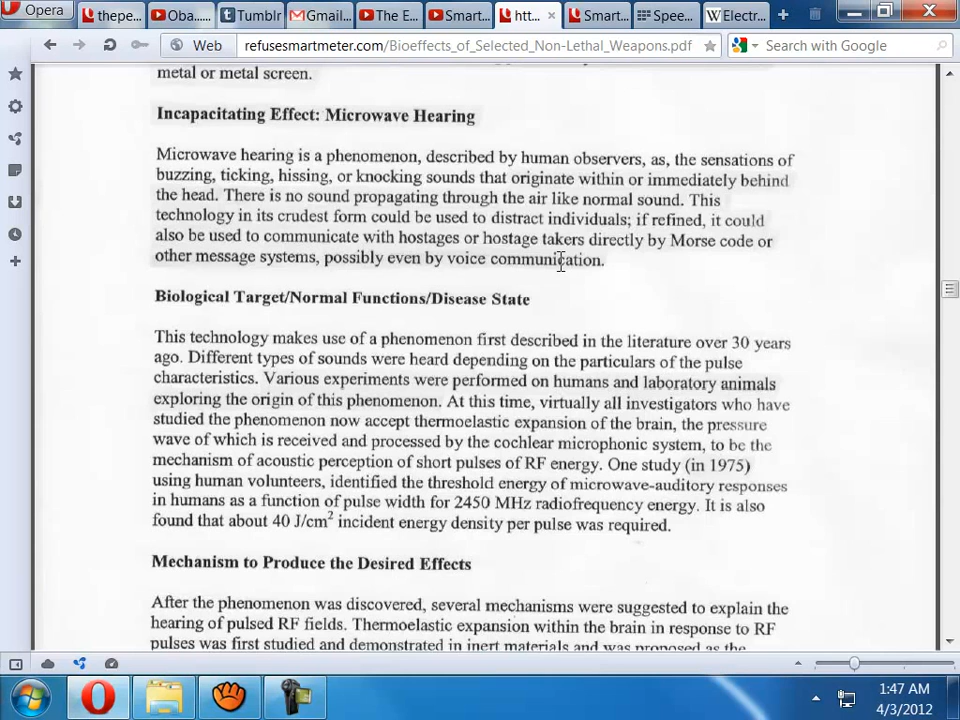 Opera
thepe...
Oba.....
Tumblr
Gmail...
The E...
Smart...
htt...
Smart...
Spee...
Electr...
Web
refusesmartmeter.com/Bioeffects_of_Selected_Non-Lethal_Weapons.pdf
Search with Google
metal or metal screen.
Incapacitating Effect: Microwave Hearing
Microwave hearing is a phenomenon, described by human observers, as, the sensations of
buzzing, ticking, hissing, or knocking sounds that originate within or immediately behind
the head. There is no sound propagating through the air like normal sound. This
technology in its crudest form could be used to distract individuals; if refined, it could
also be used to communicate with hostages or hostage takers directly by Morse code or
other message systems, possibly even by voice communication.
Biological Target/Normal Functions/Disease State
This technology makes use of a phenomenon first described in the literature over 30 years
ago. Different types of sounds were heard depending on the particulars of the pulse
characteristics. Various experiments were performed on humans and laboratory animals
exploring the origin of this phenomenon. At this time, virtually all investigators who have
studied the phenomenon now accept thermoelastic expansion of the brain, the pressure
wave of which is received and processed by the cochlear microphonic system, to be the
mechanism of acoustic perception of short pulses of RF energy. One study (in 1975)
using human volunteers, identified the threshold energy of microwave-auditory responses
in humans as a function of pulse width for 2450 MHz radiofrequency energy. It is also
found that about 40 J/cm² incident energy density per pulse was required.
Mechanism to Produce the Desired Effects
After the phenomenon was discovered, several mechanisms were suggested to explain the
hearing of pulsed RF fields. Thermoelastic expansion within the brain in response to RF
pulses was first studied and demonstrated in inert materials and was proposed as the
1:47 AM
4/3/2012